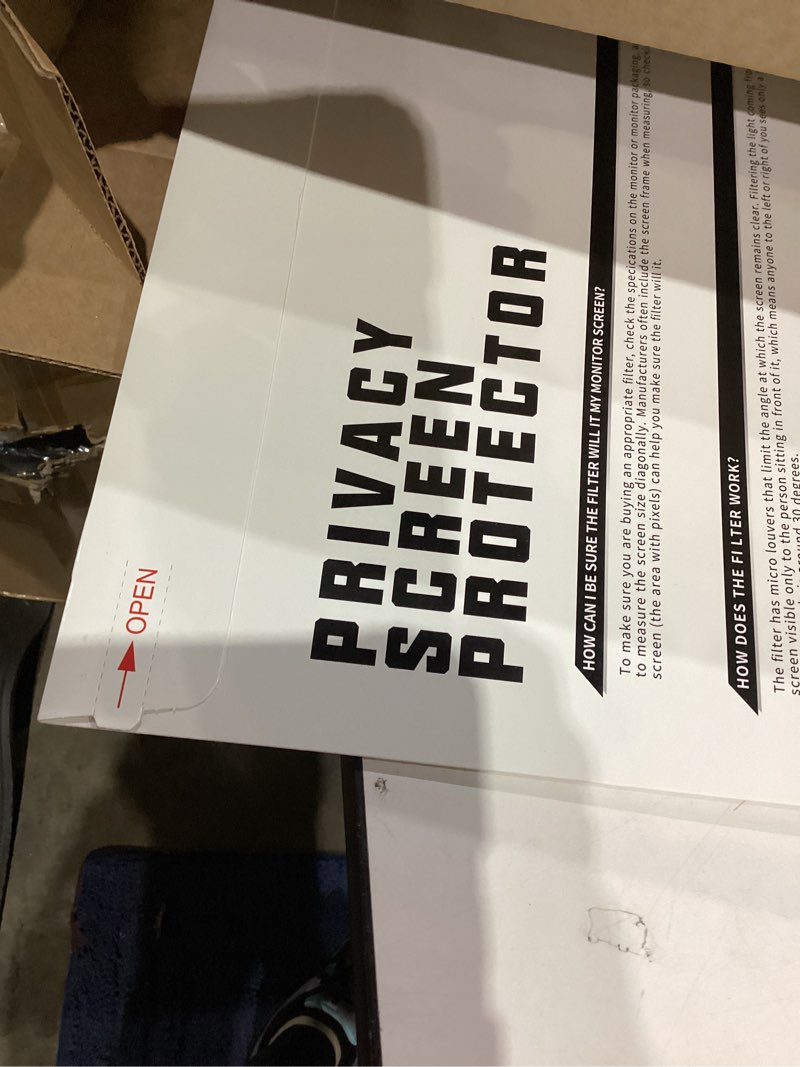 OPEN
PRIVACY
SCREEN
PROTECTOR
HOW CAN I BE SURE THE FILTER WILL IT MY MONITOR SCREEN?
To make sure you are buying an appropriate filter, check the specications on the monitor or monitor packaging,
to measure the screen size diagonally. Manufacturers often include the screen frame when measuring, so check
screen (the area with pixels) can help you make sure the filter will it.
HOW DOES THE FI LTER WORK?
The filter has micro louvers that limit the angle at which the screen remains clear. Filtering the light coming
screen visible only to the person sitting in front of it, which means anyone to the left or right of you sees only a
around 30 degrees.